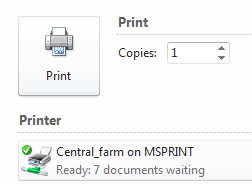 Print
Print
Copies: 1
Printer
Central_farm on MSPRINT
Ready: 7 documents waiting